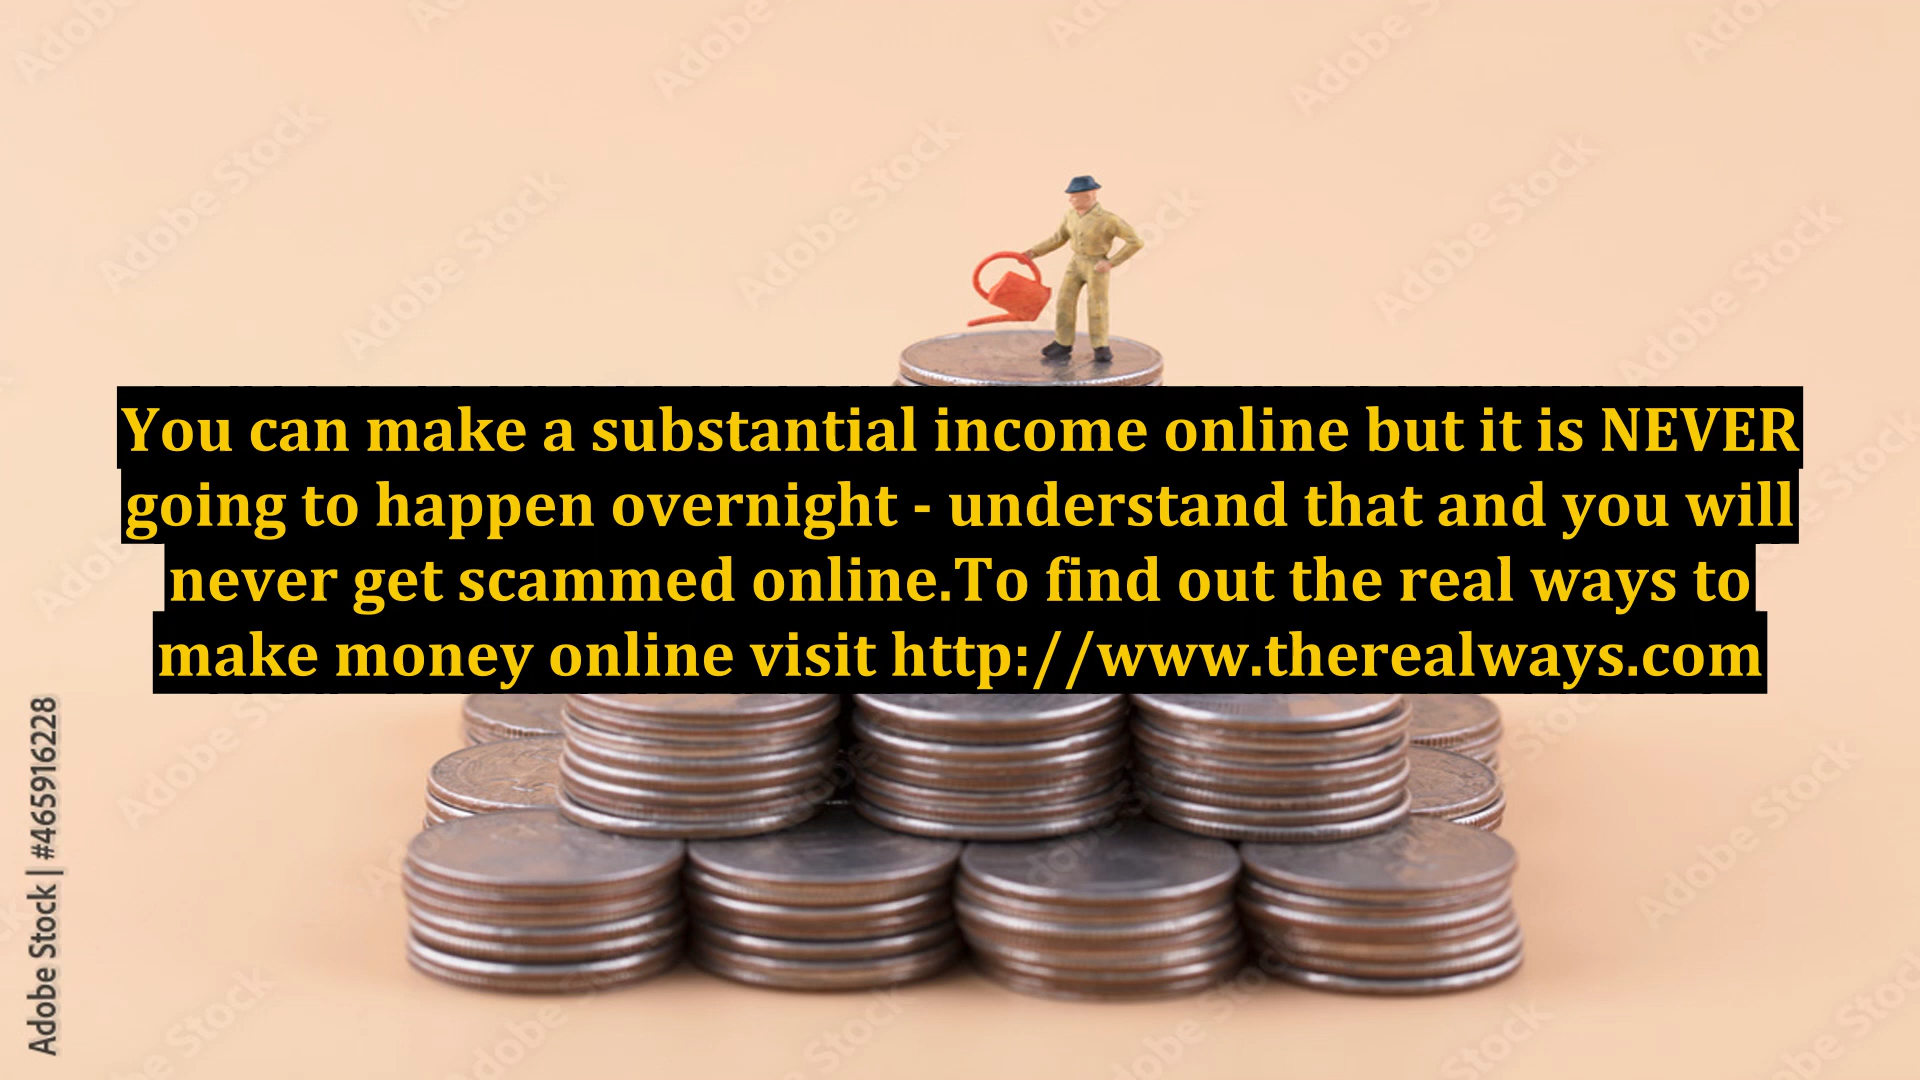 You can make a substantial income online but it is NEVER
going to happen overnight - understand that and you will
never get scammed online.To find out the real ways to
make money online visit http://www.therealways.com
Adobe Stock | #465916228
Adobe Stock